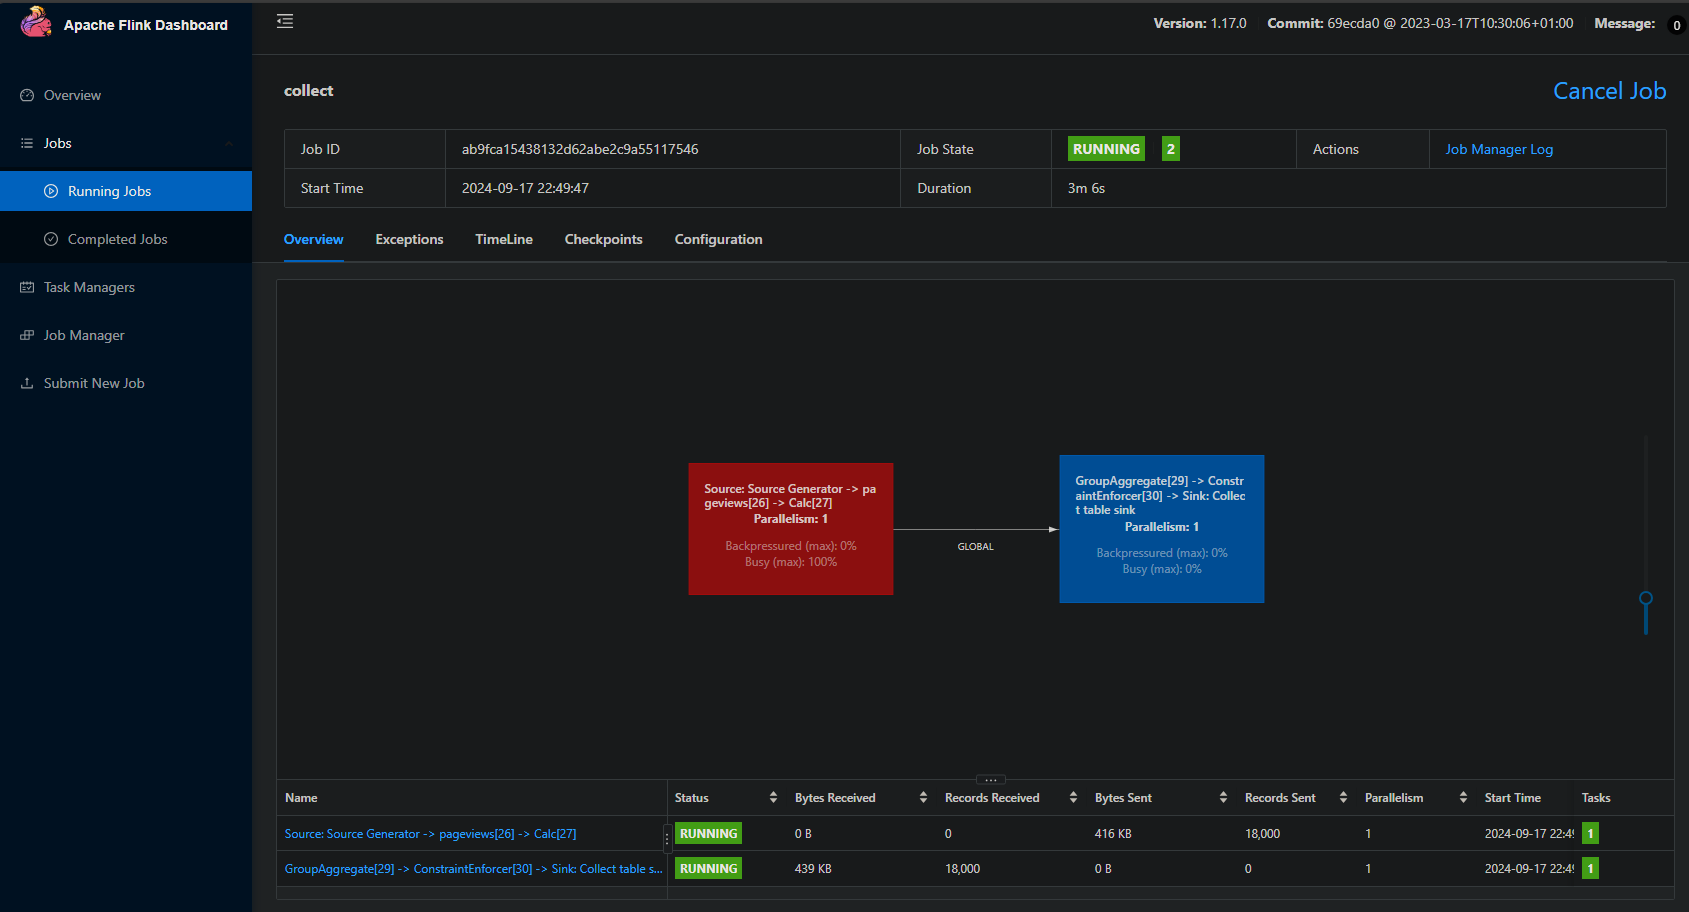 Apache Flink Dashboard
Version: 1.17.0 Commit: 69ecda0 @ 2023-03-17T10:30:06+01:00 Message: 0
Overview
Jobs
Running Jobs
Completed Jobs
Task Managers
Job Manager
Submit New Job
collect
Cancel Job
Job ID ab9fca15438132d62abe2c9a55117546 Job State RUNNING 2 Actions Job Manager Log
Start Time 2024-09-17 22:49:47 Duration 3m 6s
Overview Exceptions TimeLine Checkpoints Configuration
Source: Source Generator -> pa
geviews[26] -> Calc[27]
Parallelism: 1
Backpressured (max): 0%
Busy (max): 100%
GLOBAL
GroupAggregate[29] -> Constr
aintEnforcer[30] -> Sink: Collec
t table sink
Parallelism: 1
Backpressured (max): 0%
Busy (max): 0%
Name Status Bytes Received Records Received Bytes Sent Records Sent Parallelism Start Time Tasks
Source: Source Generator -> pageviews[26] -> Calc[27] RUNNING 0 B 0 416 KB 18,000 1 2024-09-17 22:4 1
GroupAggregate[29] -> ConstraintEnforcer[30] -> Sink: Collect table s... RUNNING 439 KB 18,000 0 B 0 1 2024-09-17 22:4 1